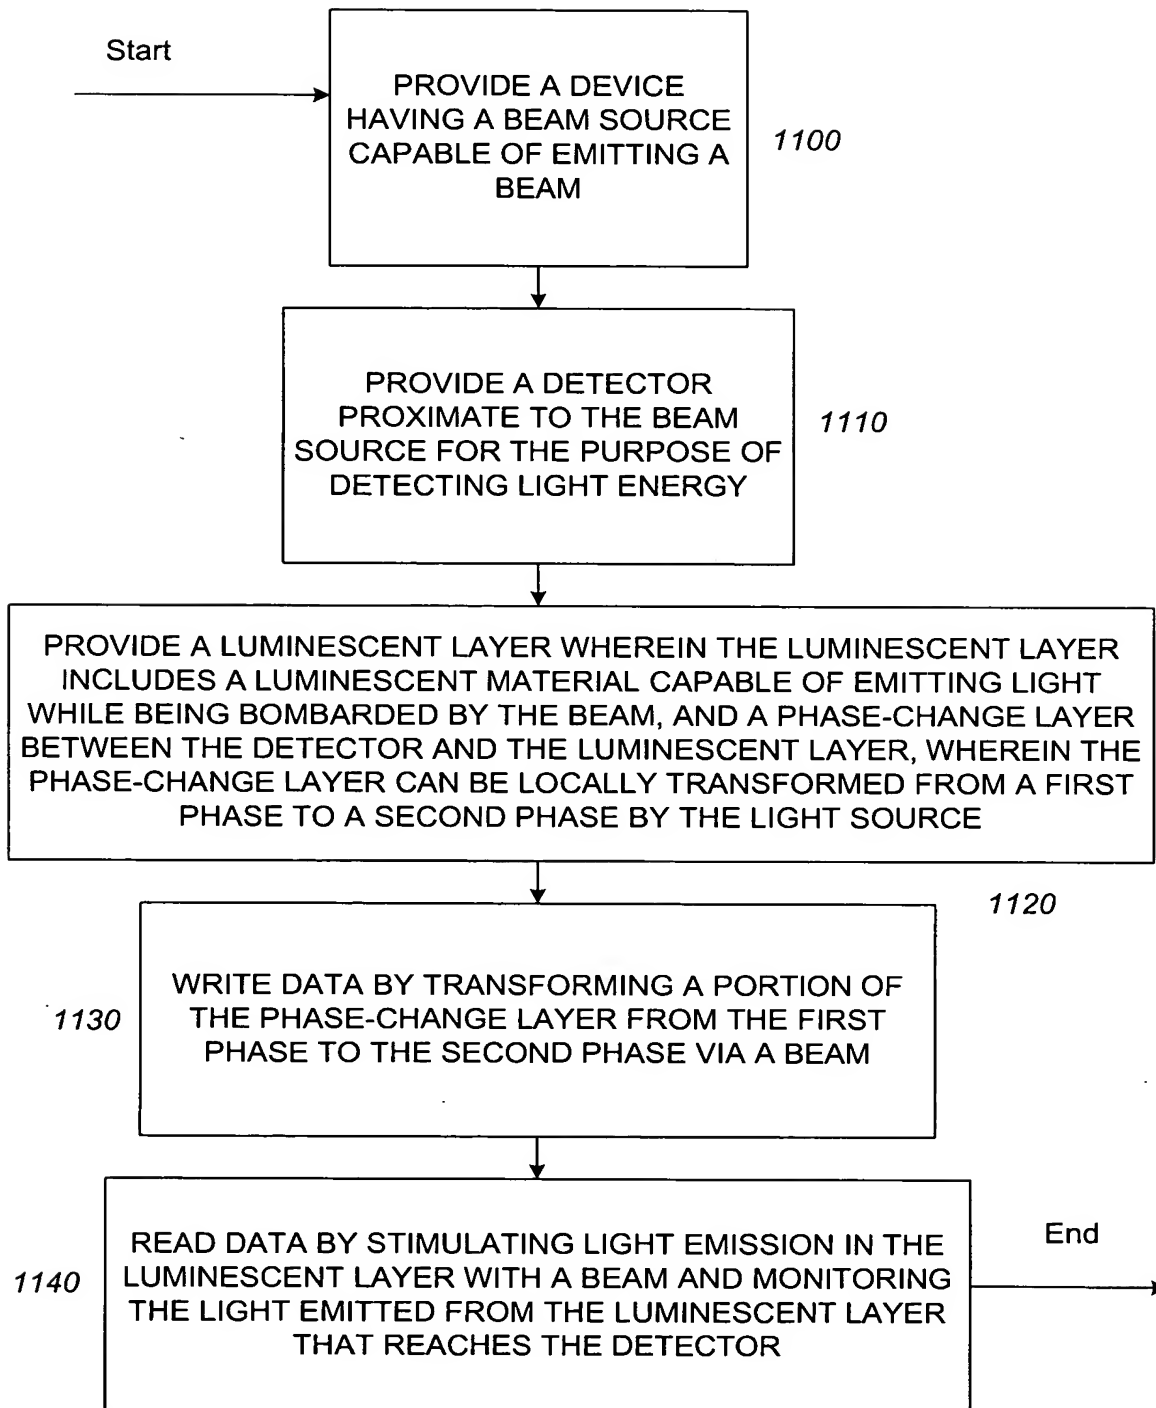 Start
PROVIDE A DEVICE
HAVING A BEAM SOURCE
CAPABLE OF EMITTING A
BEAM
1100
PROVIDE A DETECTOR
PROXIMATE TO THE BEAM
SOURCE FOR THE PURPOSE OF
DETECTING LIGHT ENERGY
1110
PROVIDE A LUMINESCENT LAYER WHEREIN THE LUMINESCENT LAYER
INCLUDES A LUMINESCENT MATERIAL CAPABLE OF EMITTING LIGHT
WHILE BEING BOMBARDED BY THE BEAM, AND A PHASE-CHANGE LAYER
BETWEEN THE DETECTOR AND THE LUMINESCENT LAYER, WHEREIN THE
PHASE-CHANGE LAYER CAN BE LOCALLY TRANSFORMED FROM A FIRST
PHASE TO A SECOND PHASE BY THE LIGHT SOURCE
1120
WRITE DATA BY TRANSFORMING A PORTION OF
THE PHASE-CHANGE LAYER FROM THE FIRST
PHASE TO THE SECOND PHASE VIA A BEAM
1130
READ DATA BY STIMULATING LIGHT EMISSION IN THE
LUMINESCENT LAYER WITH A BEAM AND MONITORING
THE LIGHT EMITTED FROM THE LUMINESCENT LAYER
THAT REACHES THE DETECTOR
1140
End